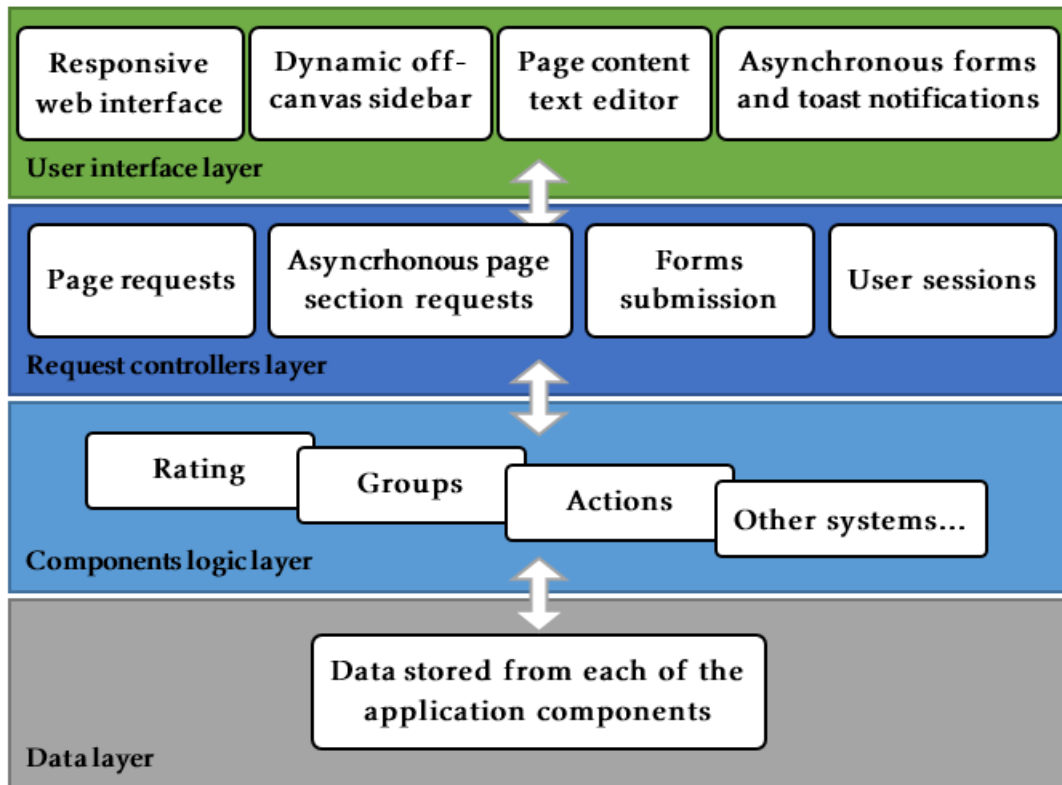 Responsive
web interface
Dynamic off-
canvas sidebar
Page content
text editor
Asynchronous forms
and toast notifications
User interface layer
Page requests
Asyncrhonous page
section requests
Forms
submission
User sessions
Request controllers layer
Rating
Groups
Actions
Other systems...
Components logic layer
Data stored from each of the
application components
Data layer